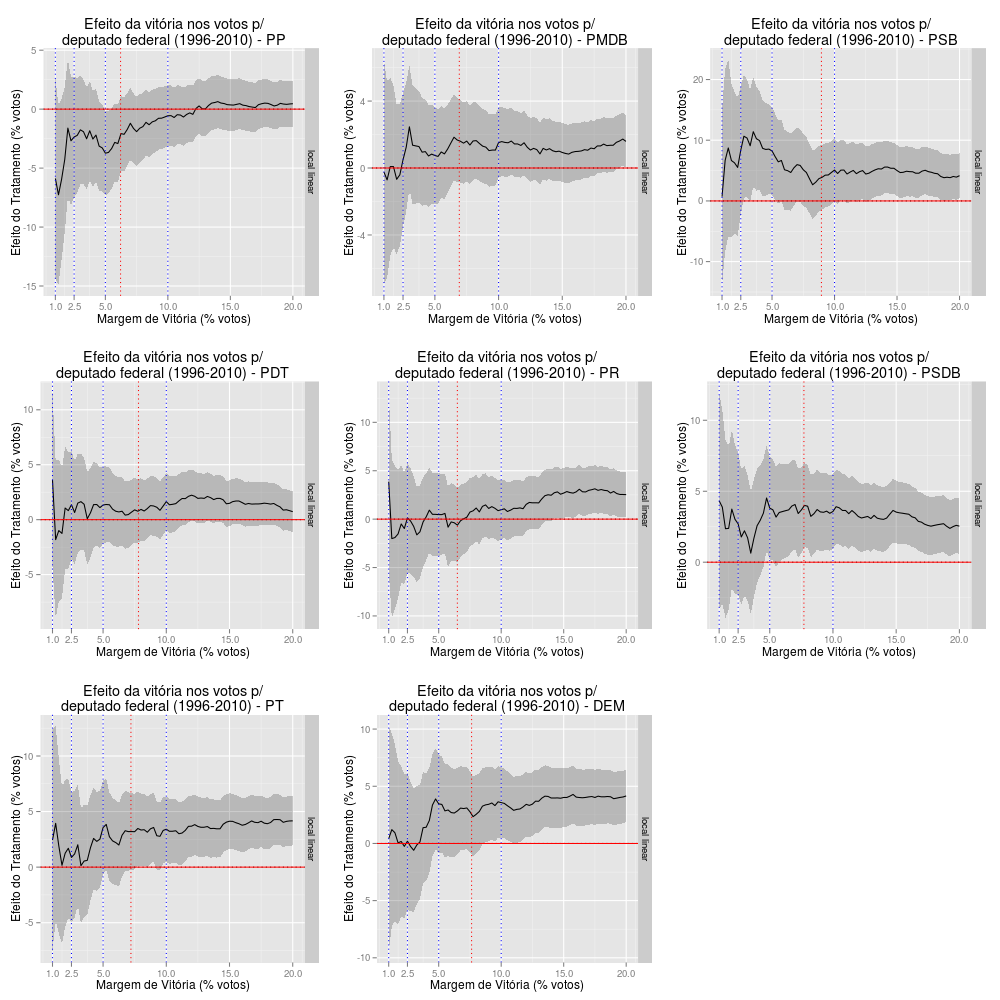 Efeito da vitória nos votos p/
deputado federal (1996-2010) - PP
Efeito do Tratamento (% votos)
5
0
-5
-10
-15
local linear
1.0 2.5 5.0 10.0 15.0 20.0
Margem de Vitória (% votos)
Efeito da vitória nos votos p/
deputado federal (1996-2010) - PMDB
Efeito do Tratamento (% votos)
4
0
-4
local linear
1.0 2.5 5.0 10.0 15.0 20.0
Margem de Vitória (% votos)
Efeito da vitória nos votos p/
deputado federal (1996-2010) - PSB
Efeito do Tratamento (% votos)
20
10
0
-10
local linear
1.0 2.5 5.0 10.0 15.0 20.0
Margem de Vitória (% votos)
Efeito da vitória nos votos p/
deputado federal (1996-2010) - PDT
Efeito do Tratamento (% votos)
10
5
0
-5
local linear
1.0 2.5 5.0 10.0 15.0 20.0
Margem de Vitória (% votos)
Efeito da vitória nos votos p/
deputado federal (1996-2010) - PR
Efeito do Tratamento (% votos)
10
5
0
-5
-10
local linear
1.0 2.5 5.0 10.0 15.0 20.0
Margem de Vitória (% votos)
Efeito da vitória nos votos p/
deputado federal (1996-2010) - PSDB
Efeito do Tratamento (% votos)
10
5
0
local linear
1.0 2.5 5.0 10.0 15.0 20.0
Margem de Vitória (% votos)
Efeito da vitória nos votos p/
deputado federal (1996-2010) - PT
Efeito do Tratamento (% votos)
10
5
0
-5
local linear
1.0 2.5 5.0 10.0 15.0 20.0
Margem de Vitória (% votos)
Efeito da vitória nos votos p/
deputado federal (1996-2010) - DEM
Efeito do Tratamento (% votos)
10
5
0
-5
-10
local linear
1.0 2.5 5.0 10.0 15.0 20.0
Margem de Vitória (% votos)